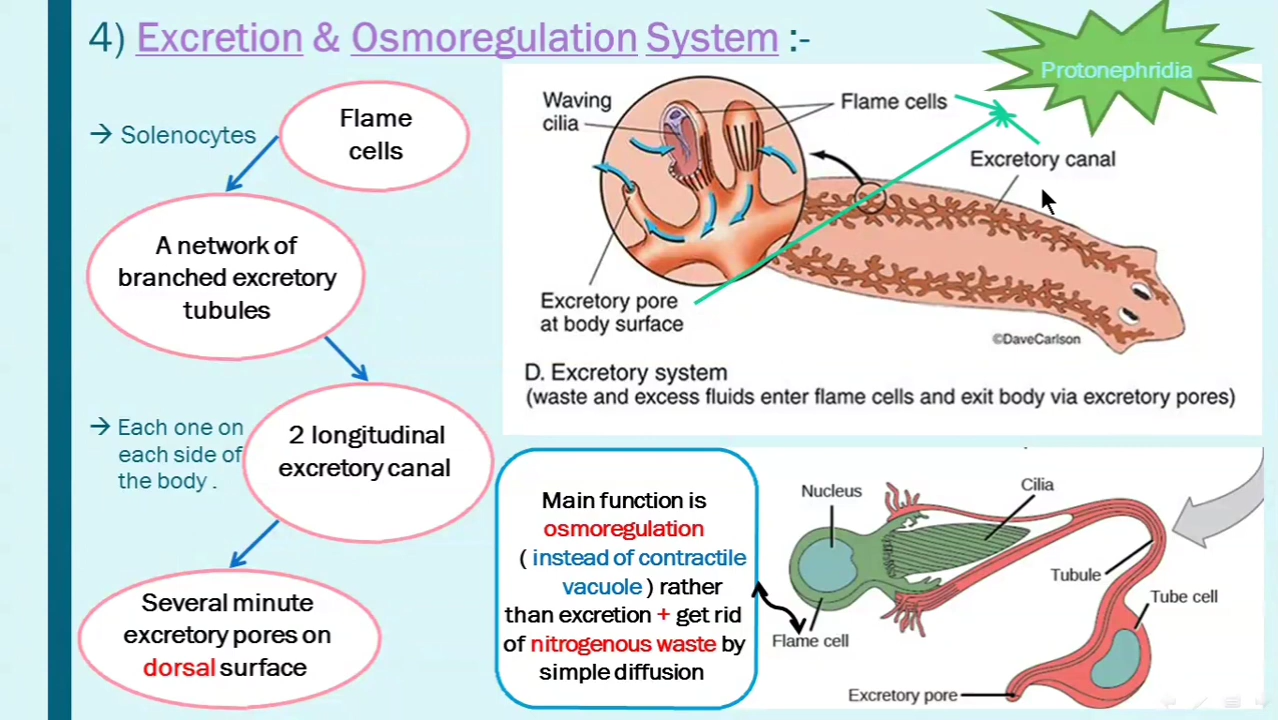 4) Excretion & Osmoregulation System :-
Protonephridia
→ Solenocytes
Flame
cells
A network of
branched excretory
tubules
→ Each one on
each side of
the body .
2 longitudinal
excretory canal
Several minute
excretory pores on
dorsal surface
Waving
cilia
Flame cells
Excretory canal
Excretory pore
at body surface
©DaveCarlson
D. Excretory system
(waste and excess fluids enter flame cells and exit body via excretory pores)
Main function is
osmoregulation
( instead of contractile
vacuole ) rather
than excretion + get rid
of nitrogenous waste by
simple diffusion
Nucleus
Cilia
Tubule
Tube cell
Flame cell
Excretory pore